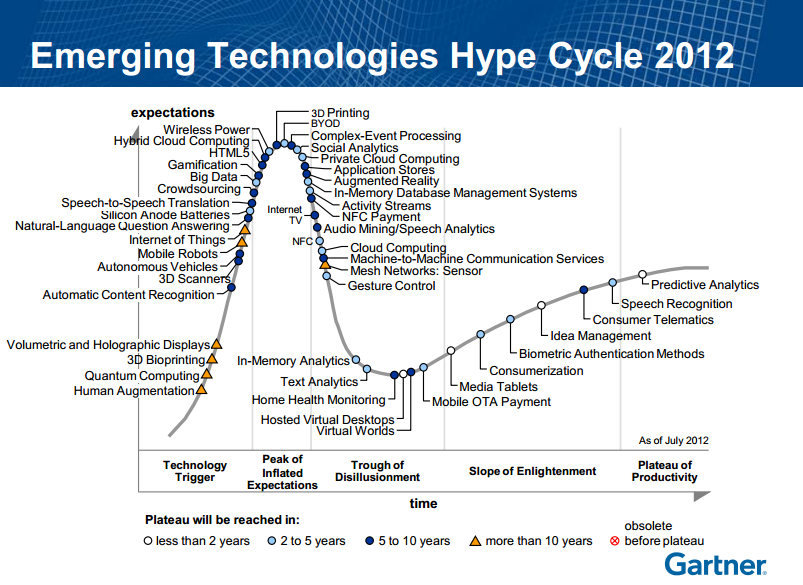 Emerging Technologies Hype Cycle 2012
expectations
3D Printing
BYOD
Wireless Power
Complex-Event Processing
Hybrid Cloud Computing
Social Analytics
HTML5
Private Cloud Computing
Gamification
Application Stores
Big Data
Augmented Reality
Crowdsourcing
In-Memory Database Management Systems
Speech-to-Speech Translation
Activity Streams
Silicon Anode Batteries
Internet
TV
NFC Payment
Natural-Language Question Answering
Audio Mining/Speech Analytics
Internet of Things
NFC
Cloud Computing
Mobile Robots
Machine-to-Machine Communication Services
Autonomous Vehicles
Mesh Networks: Sensor
3D Scanners
Gesture Control
Automatic Content Recognition
Predictive Analytics
Speech Recognition
Consumer Telematics
Idea Management
Volumetric and Holographic Displays
Biometric Authentication Methods
3D Bioprinting
In-Memory Analytics
Consumerization
Quantum Computing
Text Analytics
Media Tablets
Human Augmentation
Home Health Monitoring
Mobile OTA Payment
Hosted Virtual Desktops
Virtual Worlds
As of July 2012
Technology
Trigger
Peak of
Inflated
Expectations
Trough of
Disillusionment
Slope of Enlightenment
Plateau of
Productivity
time
Plateau will be reached in:
less than 2 years
2 to 5 years
5 to 10 years
more than 10 years
obsolete
before plateau
Gartner